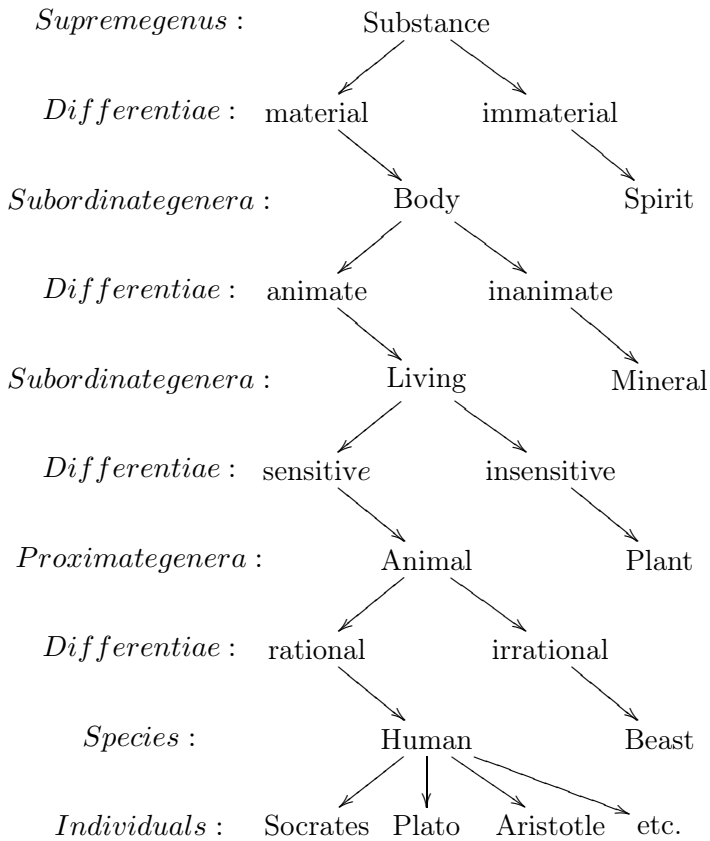 Supremegenus : Substance
Differentiae : material immaterial
Subordinategenera : Body Spirit
Differentiae : animate inanimate
Subordinategenera : Living Mineral
Differentiae : sensitive insensitive
Proximategenera : Animal Plant
Differentiae : rational irrational
Species : Human Beast
Individuals : Socrates Plato Aristotle etc.